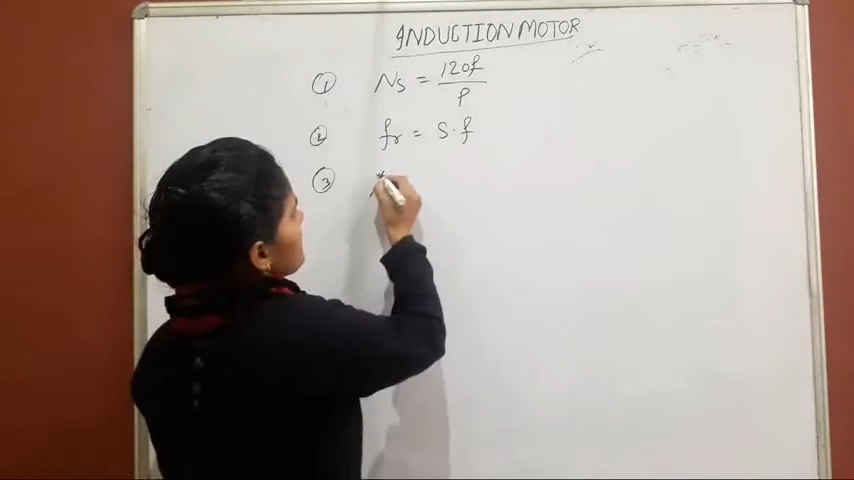 INDUCTION MOTOR
① Ns = 120f / P
② fr = S.f
③